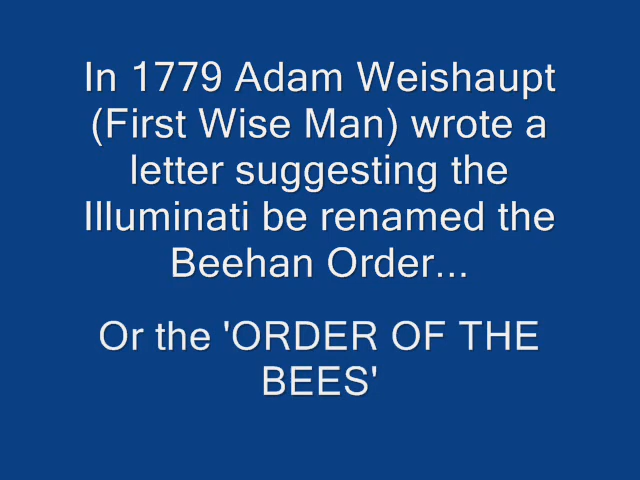 In 1779 Adam Weishaupt
(First Wise Man) wrote a
letter suggesting the
Illuminati be renamed the
Beehan Order...
Or the 'ORDER OF THE
BEES'